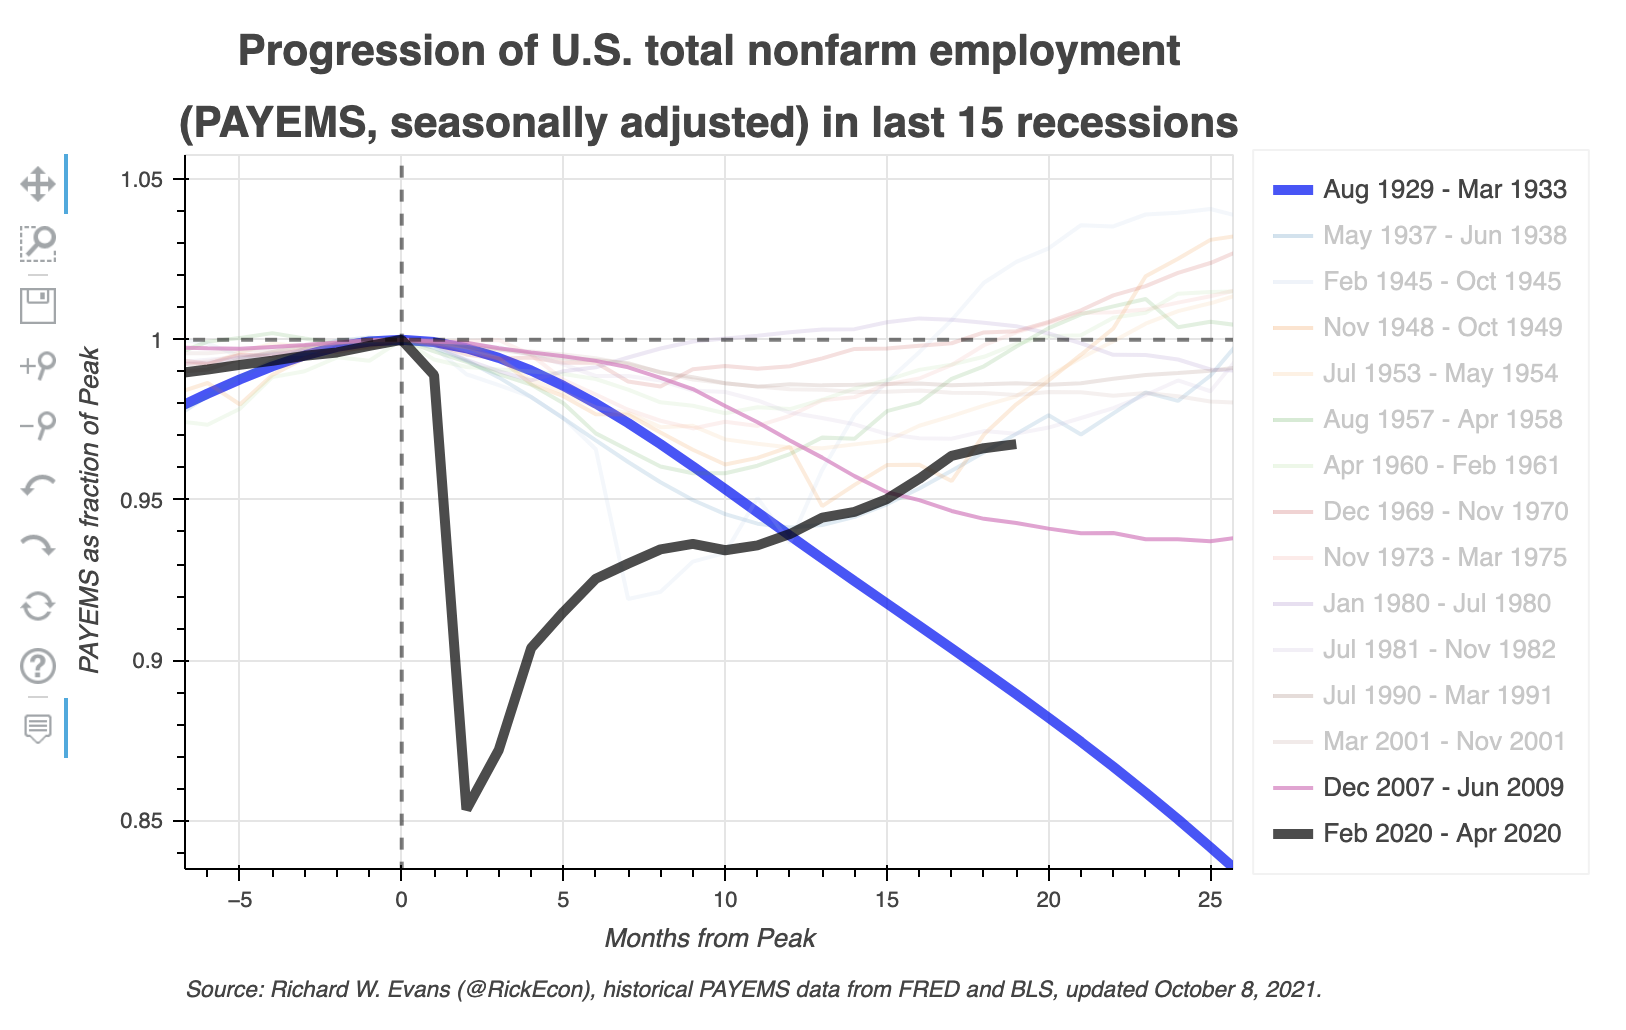 Progression of U.S. total nonfarm employment
(PAYEMS, seasonally adjusted) in last 15 recessions
1.05
1
0.95
0.9
0.85
PAYEMS as fraction of Peak
−5
0
5
10
15
20
25
Months from Peak
Aug 1929 - Mar 1933
May 1937 - Jun 1938
Feb 1945 - Oct 1945
Nov 1948 - Oct 1949
Jul 1953 - May 1954
Aug 1957 - Apr 1958
Apr 1960 - Feb 1961
Dec 1969 - Nov 1970
Nov 1973 - Mar 1975
Jan 1980 - Jul 1980
Jul 1981 - Nov 1982
Jul 1990 - Mar 1991
Mar 2001 - Nov 2001
Dec 2007 - Jun 2009
Feb 2020 - Apr 2020
Source: Richard W. Evans (@RickEcon), historical PAYEMS data from FRED and BLS, updated October 8, 2021.